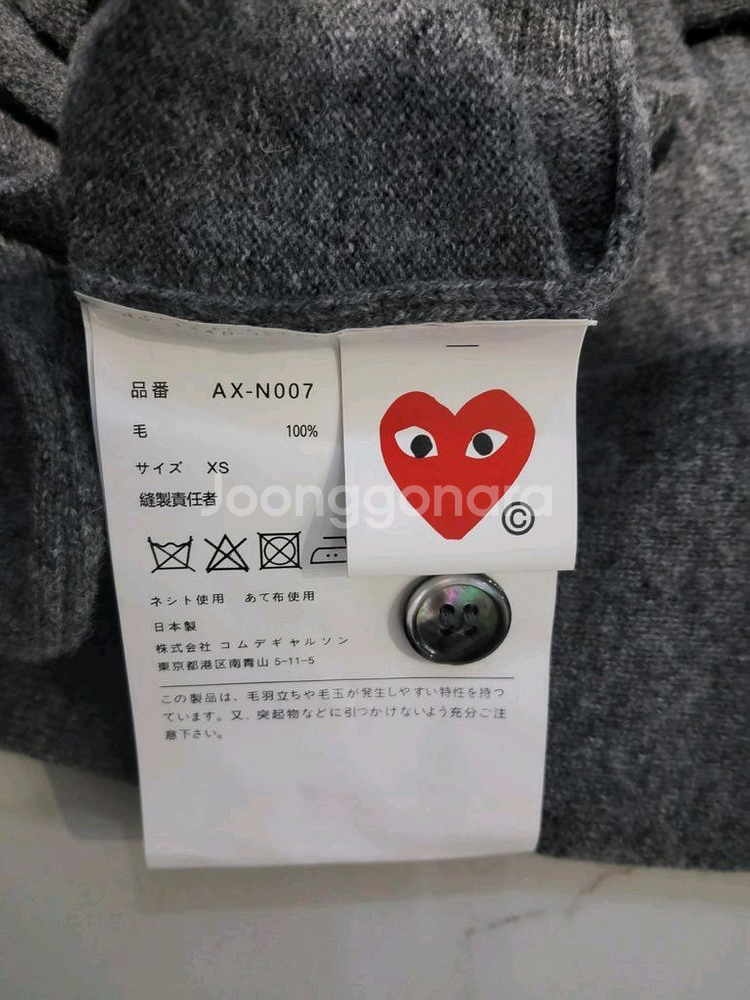 品番 AX-N007
毛 100%
サイズ XS
縫製責任者
Joonggonara
©
ネシト使用 あて布使用
日本製
株式会社 コムデギャルソン
東京都港区南青山 5-11-5
この製品は、毛羽立ちや毛玉が発生しやすい特性を持つ
ています。又、突起物などに引つかけないよう充分ご注
意下さい。